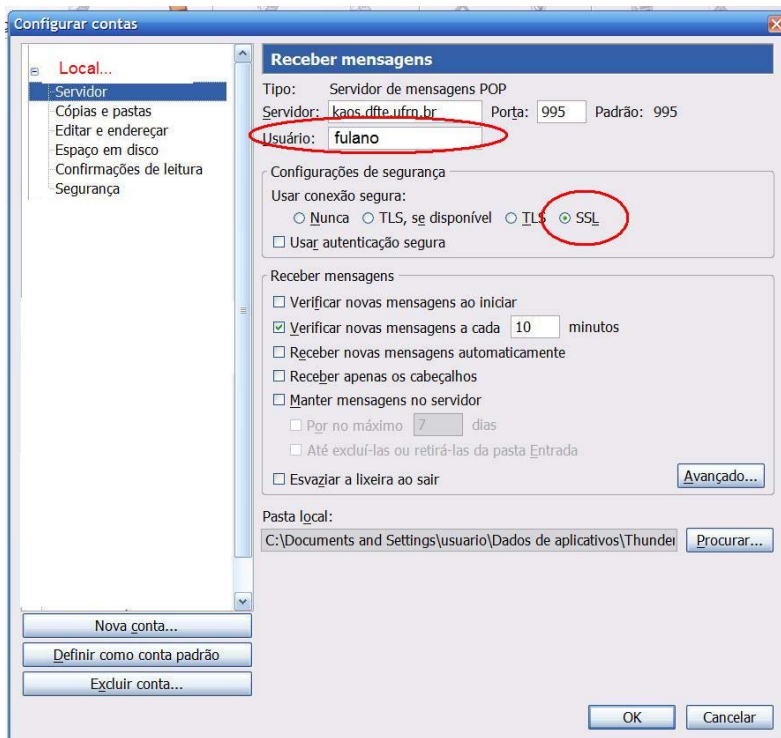 Configurar contas
Local...
Servidor
Cópias e pastas
Editar e endereçar
Espaço em disco
Confirmações de leitura
Segurança
Nova conta...
Definir como conta padrão
Excluir conta...
Receber mensagens
Tipo: Servidor de mensagens POP
Servidor: kaos.dfte.ufrn.br Porta: 995 Padrão: 995
Usuário: fulano
Configurações de segurança
Usar conexão segura:
Nunca TLS, se disponível TLS SSL
Usar autenticação segura
Receber mensagens
Verificar novas mensagens ao iniciar
Verificar novas mensagens a cada 10 minutos
Receber novas mensagens automaticamente
Receber apenas os cabeçalhos
Manter mensagens no servidor
Por no máximo 7 dias
Até excluí-las ou retirá-las da pasta Entrada
Esvaziar a lixeira ao sair
Avançado...
Pasta local:
C:\Documents and Settings\usuario\Dados de aplicativos\Thunder Procurar...
OK Cancelar